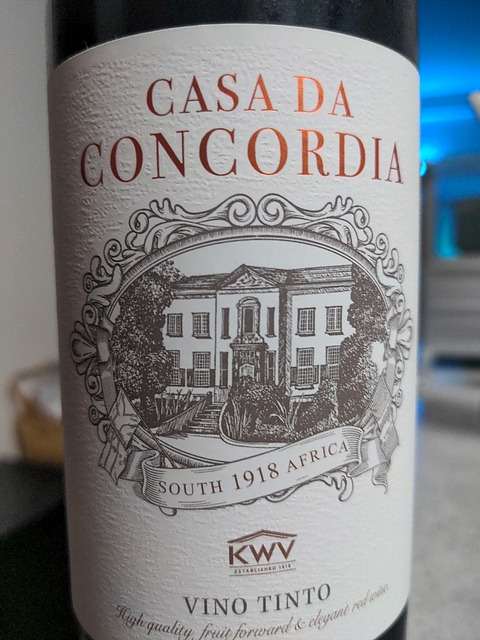 CASA DA
CONCORDIA
SOUTH 1918 AFRICA
KWV
ESTABLISHED 1918
VINO TINTO
High quality, fruit forward & elegant red wine